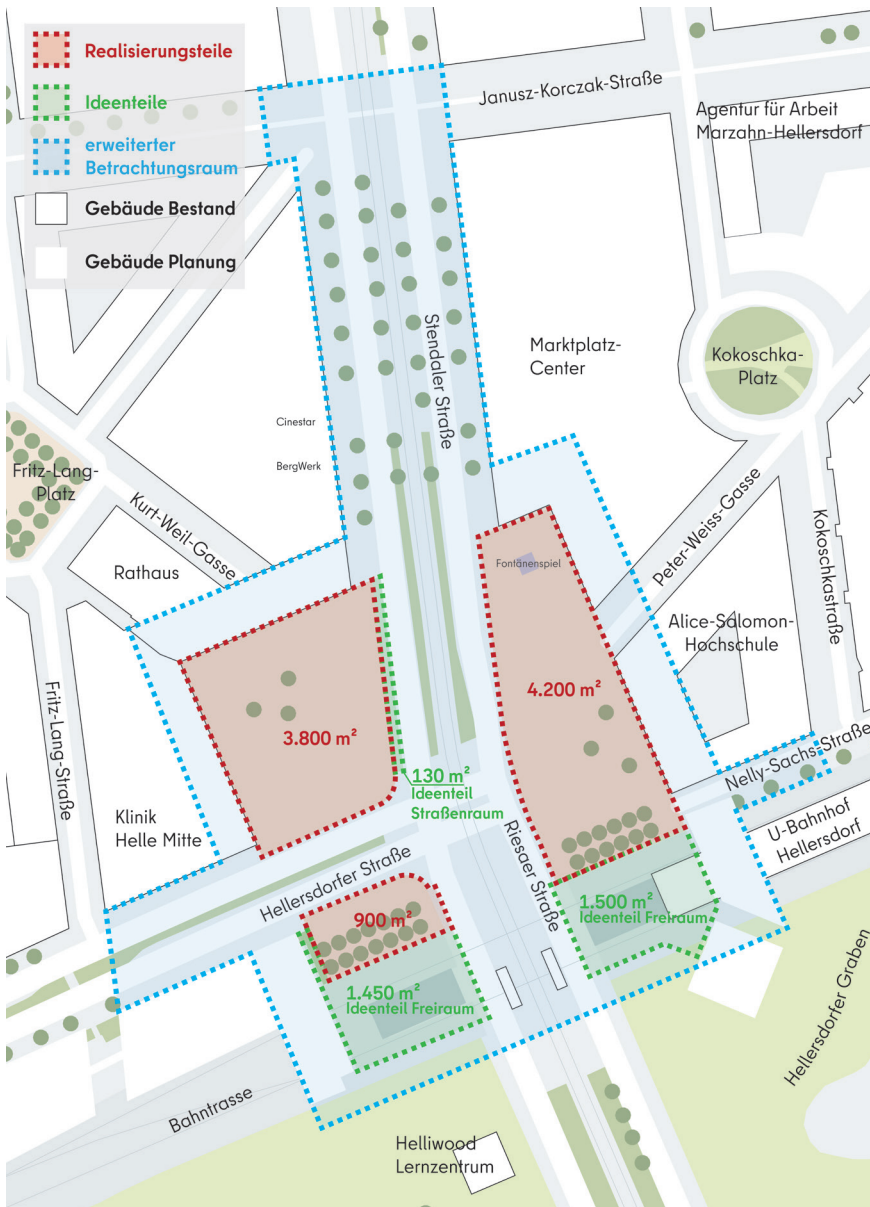 Realisierungsteile
Ideenteile
erweiterter
Betrachtungsraum
Gebäude Bestand
Gebäude Planung
Janusz-Korczak-Straße
Agentur für Arbeit
Marzahn-Hellersdorf
Stendaler Straße
Marktplatz-
Center
Kokoschka-
Platz
Cinestar
BergWerk
Fritz-Lang-
Platz
Kurt-Weil-Gasse
Rathaus
Fontänenspiel
Peter-Weiss-Gasse
Kokoschkastraße
Alice-Salomon-
Hochschule
Fritz-Lang-Straße
3.800 m²
4.200 m²
130 m²
Ideenteil
Straßenraum
Nelly-Sachs-Straße
U-Bahnhof
Hellersdorf
Klinik
Helle Mitte
Hellersdorfer Straße
Riesaer Straße
900 m²
1.500 m²
Ideenteil Freiraum
1.450 m²
Ideenteil Freiraum
Hellersdorfer Graben
Bahntrasse
Helliwood
Lernzentrum